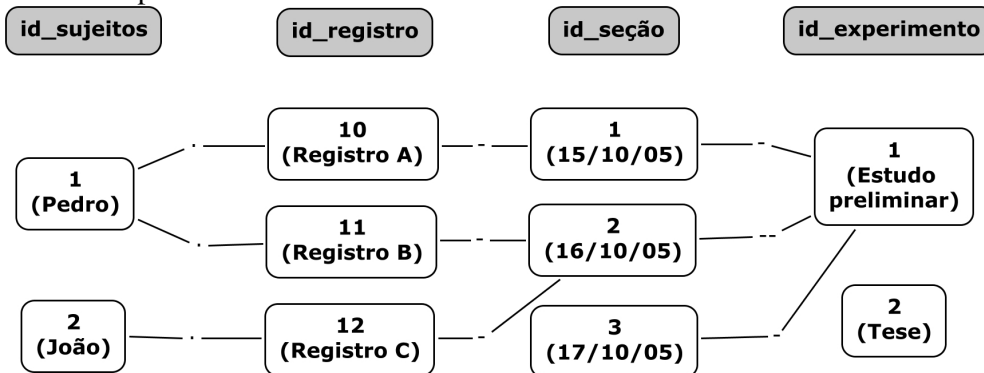 id_sujeitos
id_registro
id_seção
id_experimento
10
(Registro A)
1
(15/10/05)
1
(Pedro)
1
(Estudo
preliminar)
11
(Registro B)
2
(16/10/05)
2
(João)
12
(Registro C)
3
(17/10/05)
2
(Tese)